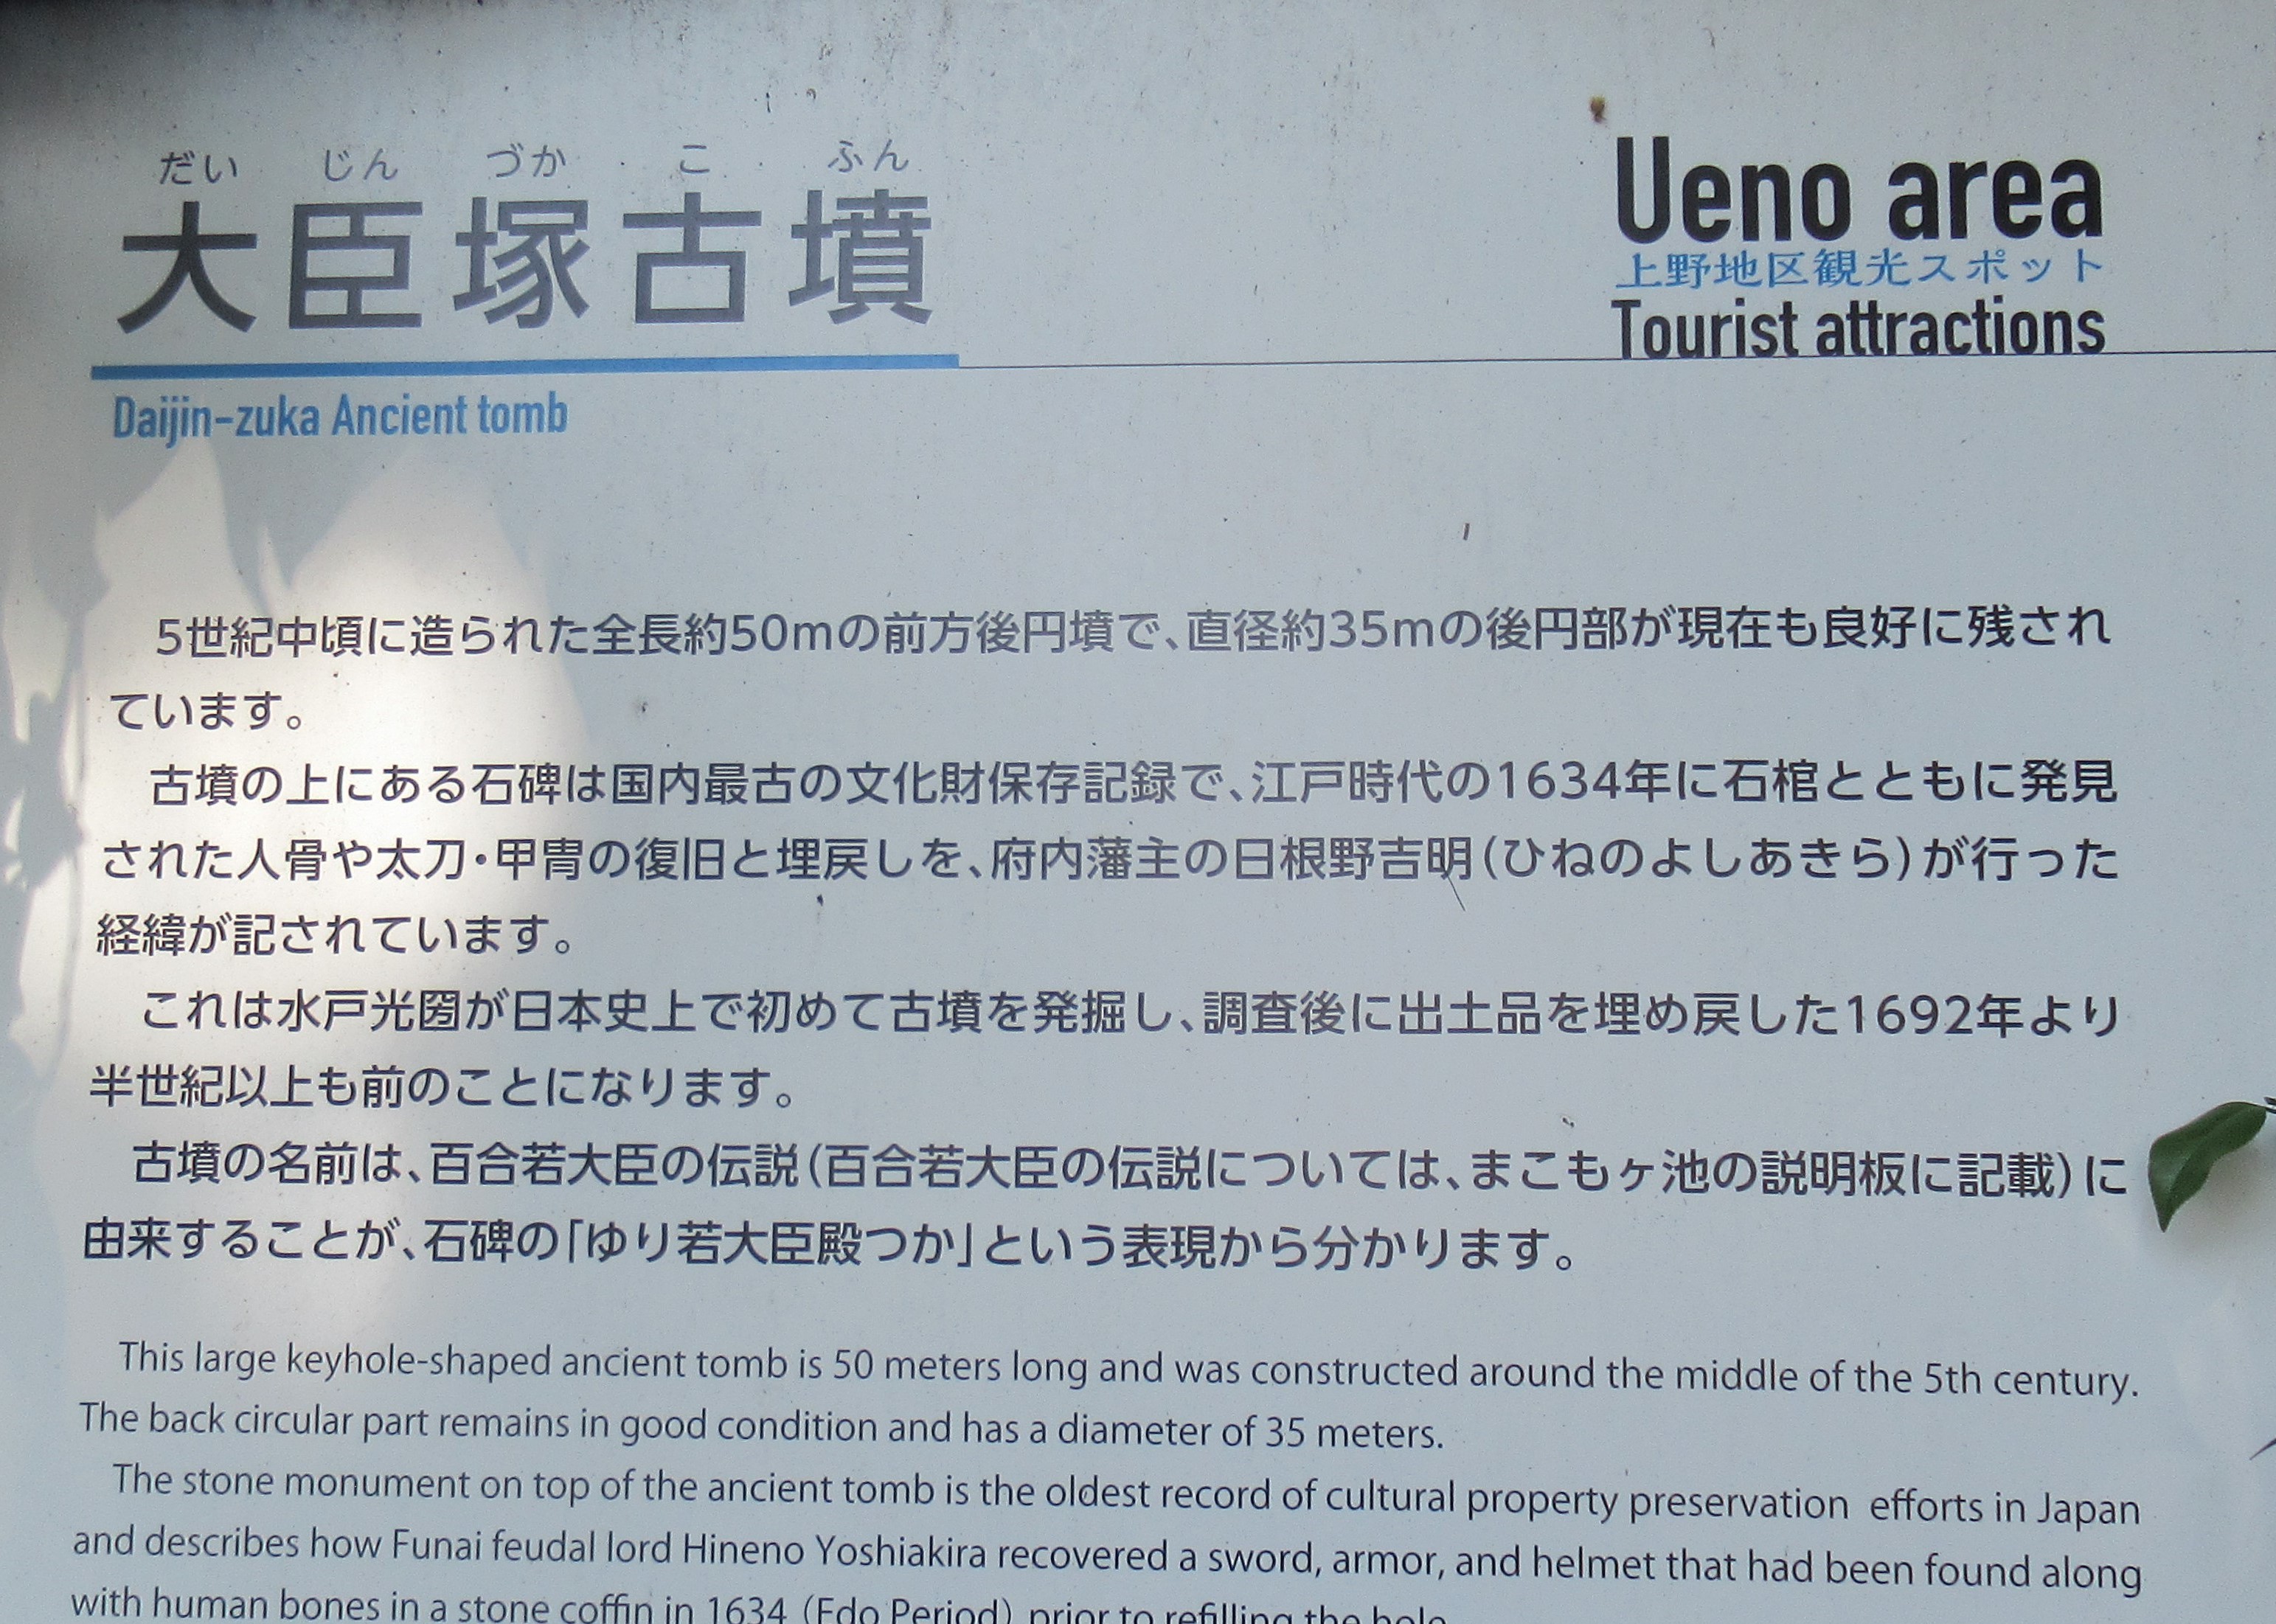 だい じん づか こ ふん
大臣塚古墳
Daijin-zuka Ancient tomb
Ueno area
上野地区観光スポット
Tourist attractions
5世紀中頃に造られた全長約50mの前方後円墳で、直径約35mの後円部が現在も良好に残され
ています。
古墳の上にある石碑は国内最古の文化財保存記録で、江戸時代の1634年に石棺とともに発見
された人骨や太刀・甲冑の復旧と埋戻しを、府内藩主の日根野吉明(ひねのよしあきら)が行った
経緯が記されています。
これは水戸光圀が日本史上で初めて古墳を発掘し、調査後に出土品を埋め戻した1692年より
半世紀以上も前のことになります。
古墳の名前は、百合若大臣の伝説(百合若大臣の伝説については、まこもヶ池の説明板に記載)に
由来することが、石碑の「ゆり若大臣殿つか」という表現から分かります。
This large keyhole-shaped ancient tomb is 50 meters long and was constructed around the middle of the 5th century.
The back circular part remains in good condition and has a diameter of 35 meters.
The stone monument on top of the ancient tomb is the oldest record of cultural property preservation efforts in Japan
and describes how Funai feudal lord Hineno Yoshiakira recovered a sword, armor, and helmet that had been found along
with human bones in a stone coffin in 1634 (Edo Period) prior to refilling the hole.